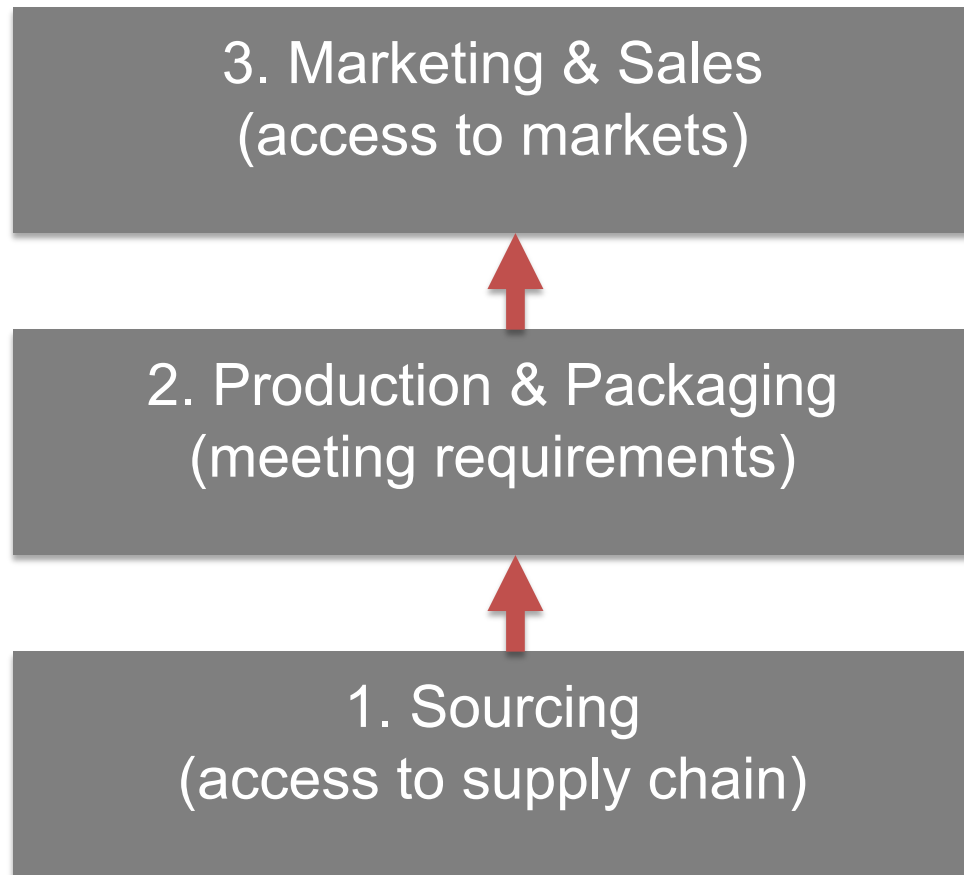 3. Marketing & Sales
(access to markets)
2. Production & Packaging
(meeting requirements)
1. Sourcing
(access to supply chain)